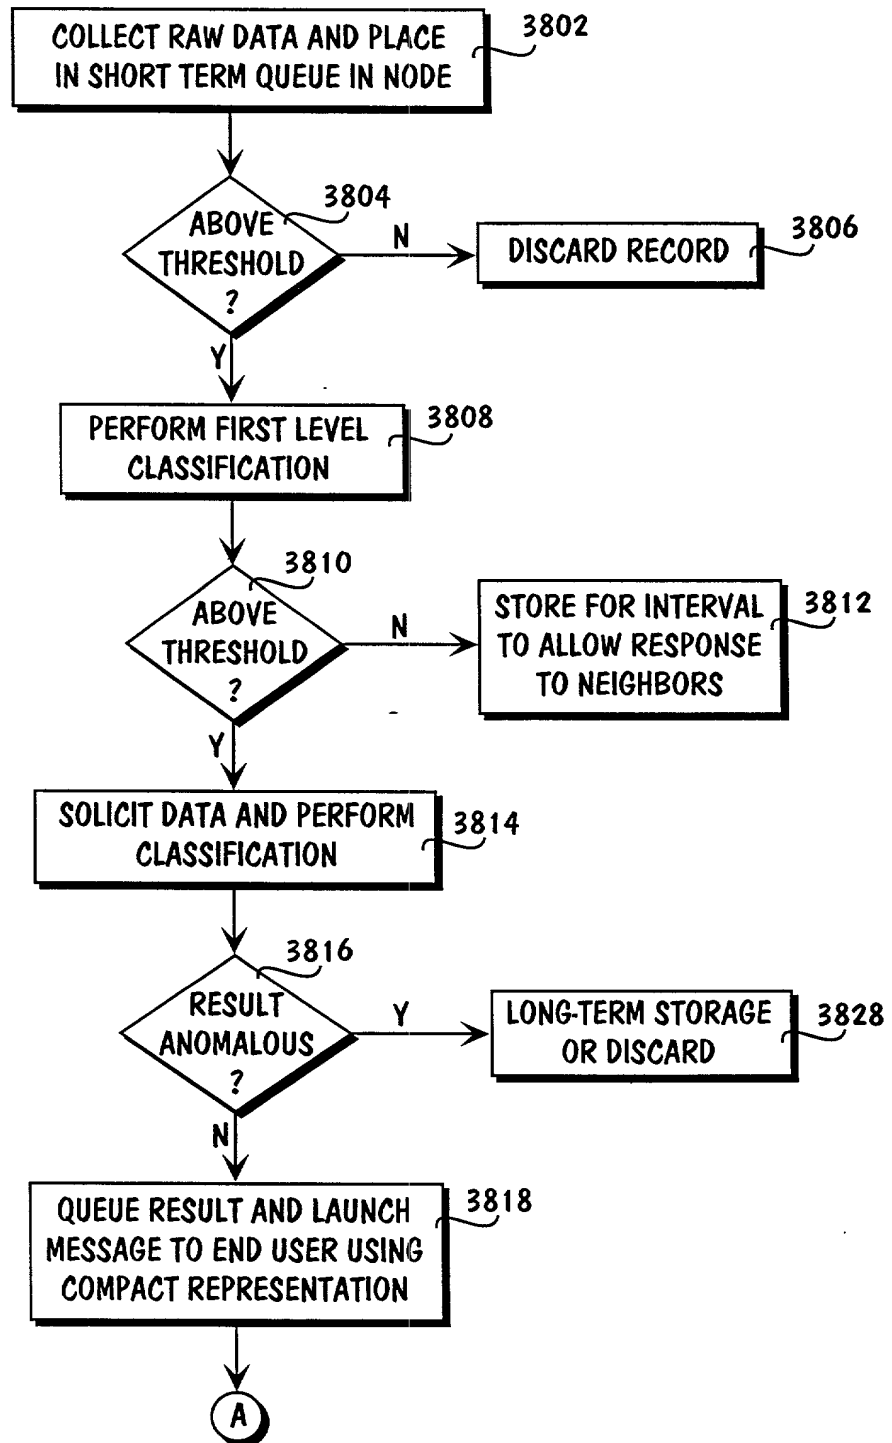 COLLECT RAW DATA AND PLACE
IN SHORT TERM QUEUE IN NODE
3802
ABOVE
THRESHOLD
?
3804
N
DISCARD RECORD
3806
Y
PERFORM FIRST LEVEL
CLASSIFICATION
3808
ABOVE
THRESHOLD
?
3810
N
STORE FOR INTERVAL
TO ALLOW RESPONSE
TO NEIGHBORS
3812
Y
SOLICIT DATA AND PERFORM
CLASSIFICATION
3814
RESULT
ANOMALOUS
?
3816
Y
LONG-TERM STORAGE
OR DISCARD
3828
N
QUEUE RESULT AND LAUNCH
MESSAGE TO END USER USING
COMPACT REPRESENTATION
3818
A